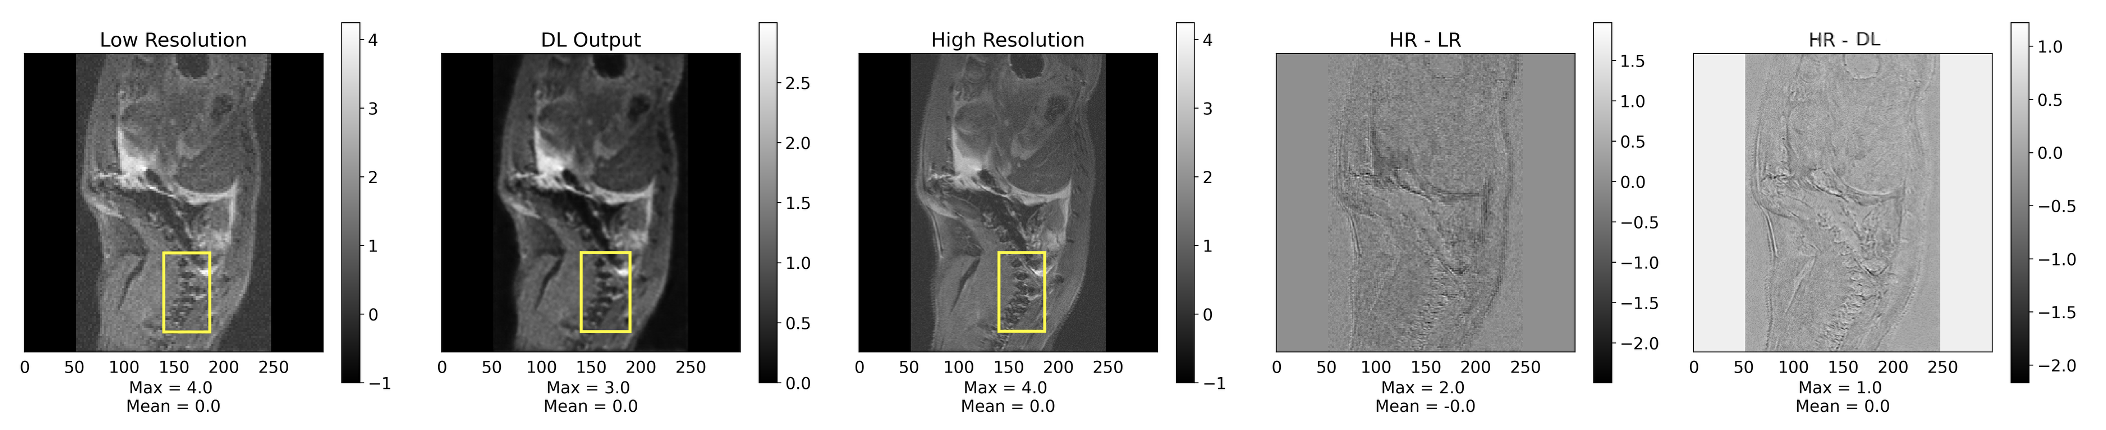 Low Resolution
4
3
2
1
0
−1
0 50 100 150 200 250
Max = 4.0
Mean = 0.0
DL Output
2.5
2.0
1.5
1.0
0.5
0.0
0 50 100 150 200 250
Max = 3.0
Mean = 0.0
High Resolution
4
3
2
1
0
−1
0 50 100 150 200 250
Max = 4.0
Mean = 0.0
HR - LR
1.5
1.0
0.5
0.0
−0.5
−1.0
−1.5
−2.0
0 50 100 150 200 250
Max = 2.0
Mean = -0.0
HR - DL
1.0
0.5
0.0
−0.5
−1.0
−1.5
−2.0
0 50 100 150 200 250
Max = 1.0
Mean = 0.0